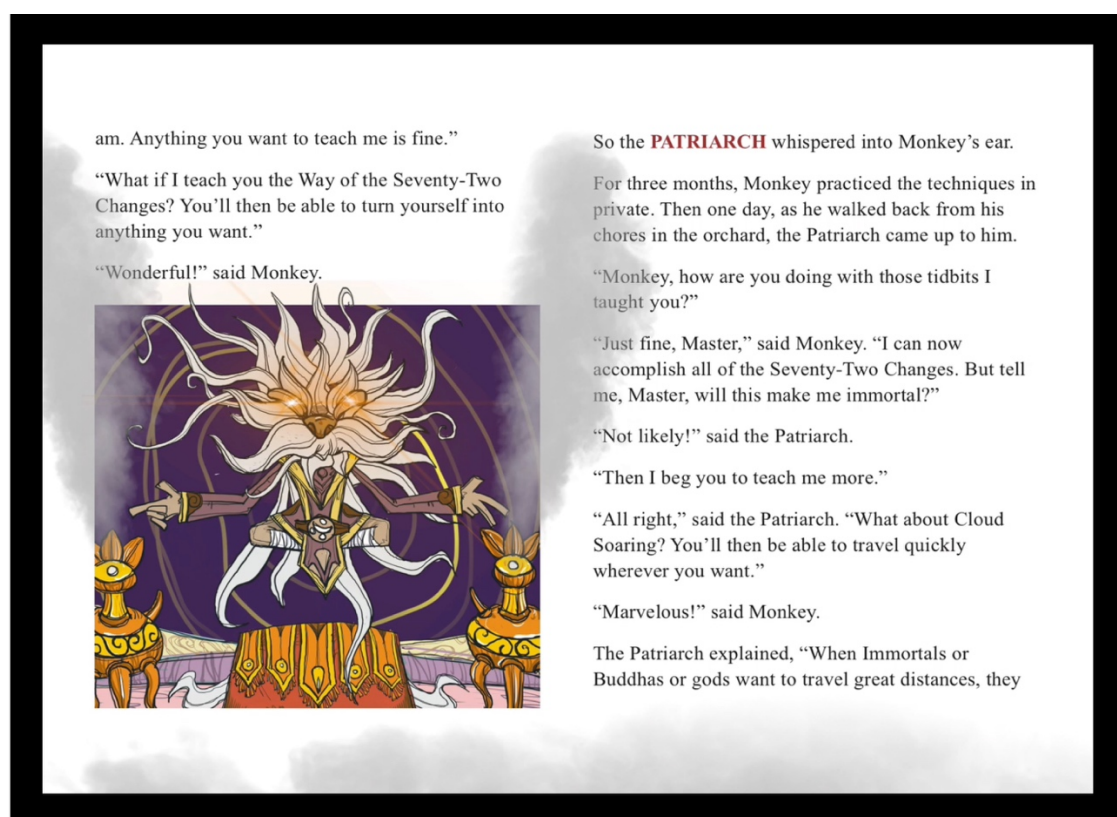 am. Anything you want to teach me is fine.”
“What if I teach you the Way of the Seventy-Two
Changes? You’ll then be able to turn yourself into
anything you want.”
“Wonderful!” said Monkey.
So the PATRIARCH whispered into Monkey’s ear.
For three months, Monkey practiced the techniques in
private. Then one day, as he walked back from his
chores in the orchard, the Patriarch came up to him.
“Monkey, how are you doing with those tidbits I
taught you?”
“Just fine, Master,” said Monkey. “I can now
accomplish all of the Seventy-Two Changes. But tell
me, Master, will this make me immortal?”
“Not likely!” said the Patriarch.
“Then I beg you to teach me more.”
“All right,” said the Patriarch. “What about Cloud
Soaring? You’ll then be able to travel quickly
wherever you want.”
“Marvelous!” said Monkey.
The Patriarch explained, “When Immortals or
Buddhas or gods want to travel great distances, they